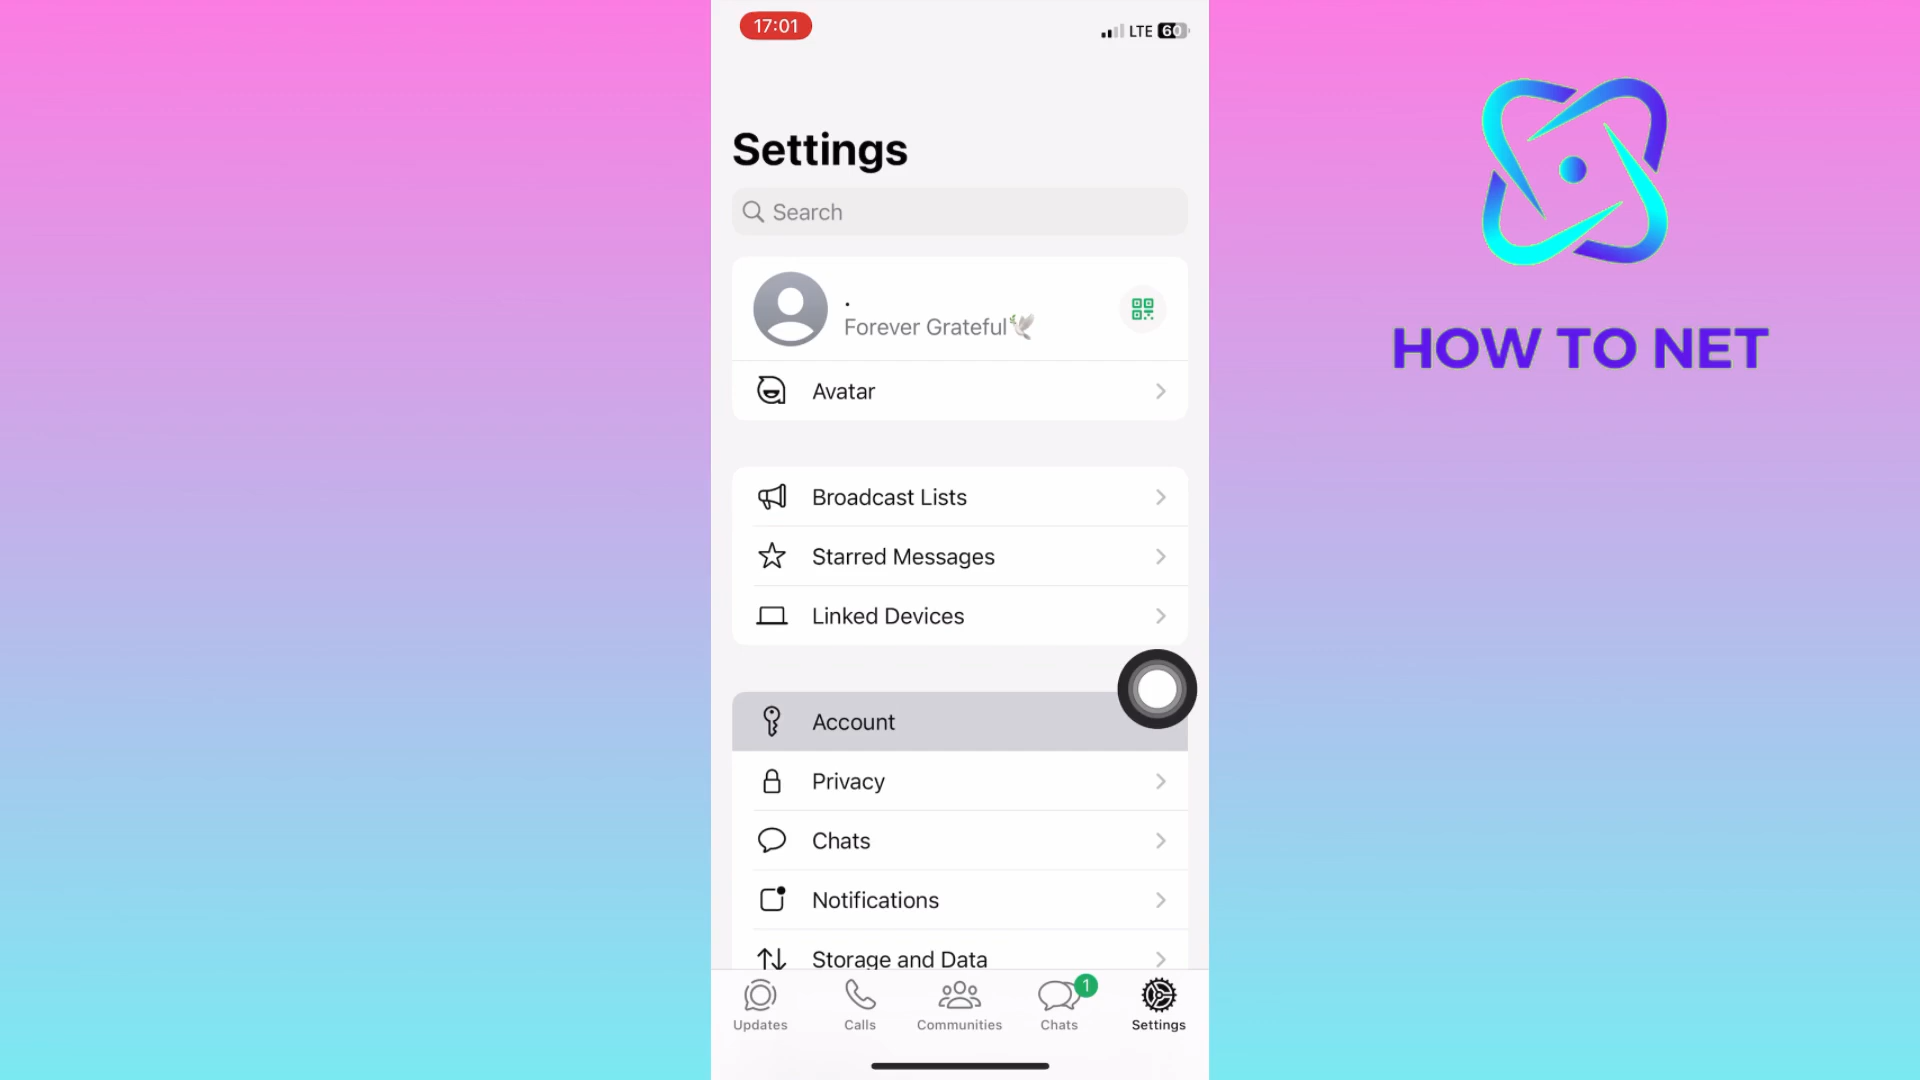 17:01
LTE 60
Settings
Search
.
Forever Grateful🕊️
Avatar
Broadcast Lists
Starred Messages
Linked Devices
Account
Privacy
Chats
Notifications
Storage and Data
1
Updates
Calls
Communities
Chats
Settings
HOW TO NET